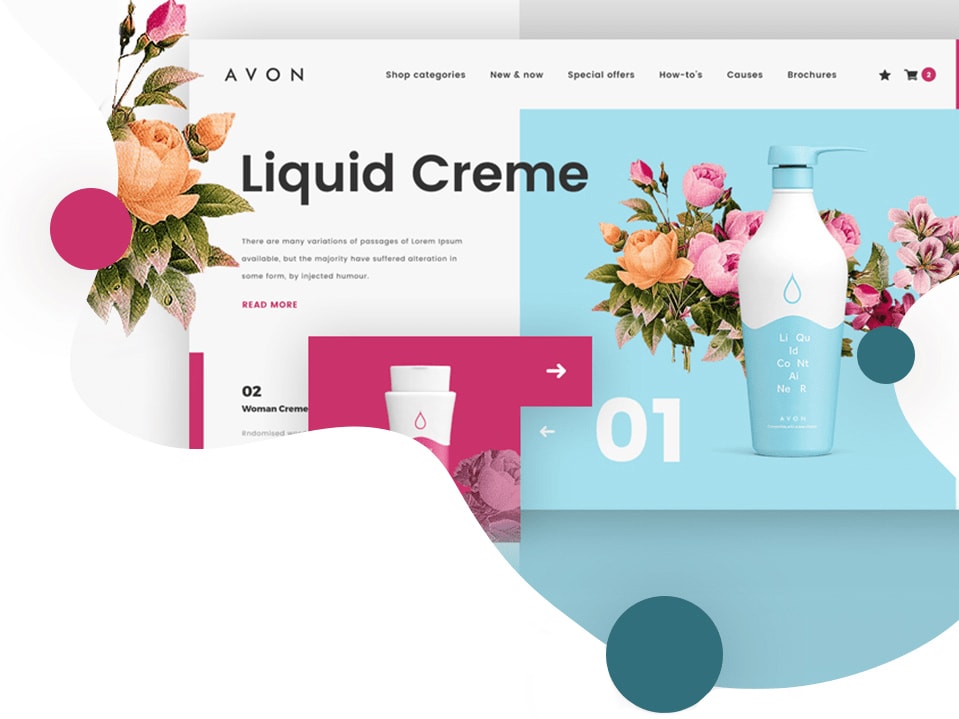 AVON
Shop categories
New & now
Special offers
How-to's
Causes
Brochures
2
Liquid Creme
There are many variations of passages of Lorem Ipsum
available, but the majority have suffered alteration in
some form, by injected humour.
READ MORE
02
Woman Creme
Rndomised
01
Li Qu
Id
Co Nt
Ai
Ne R
AVON